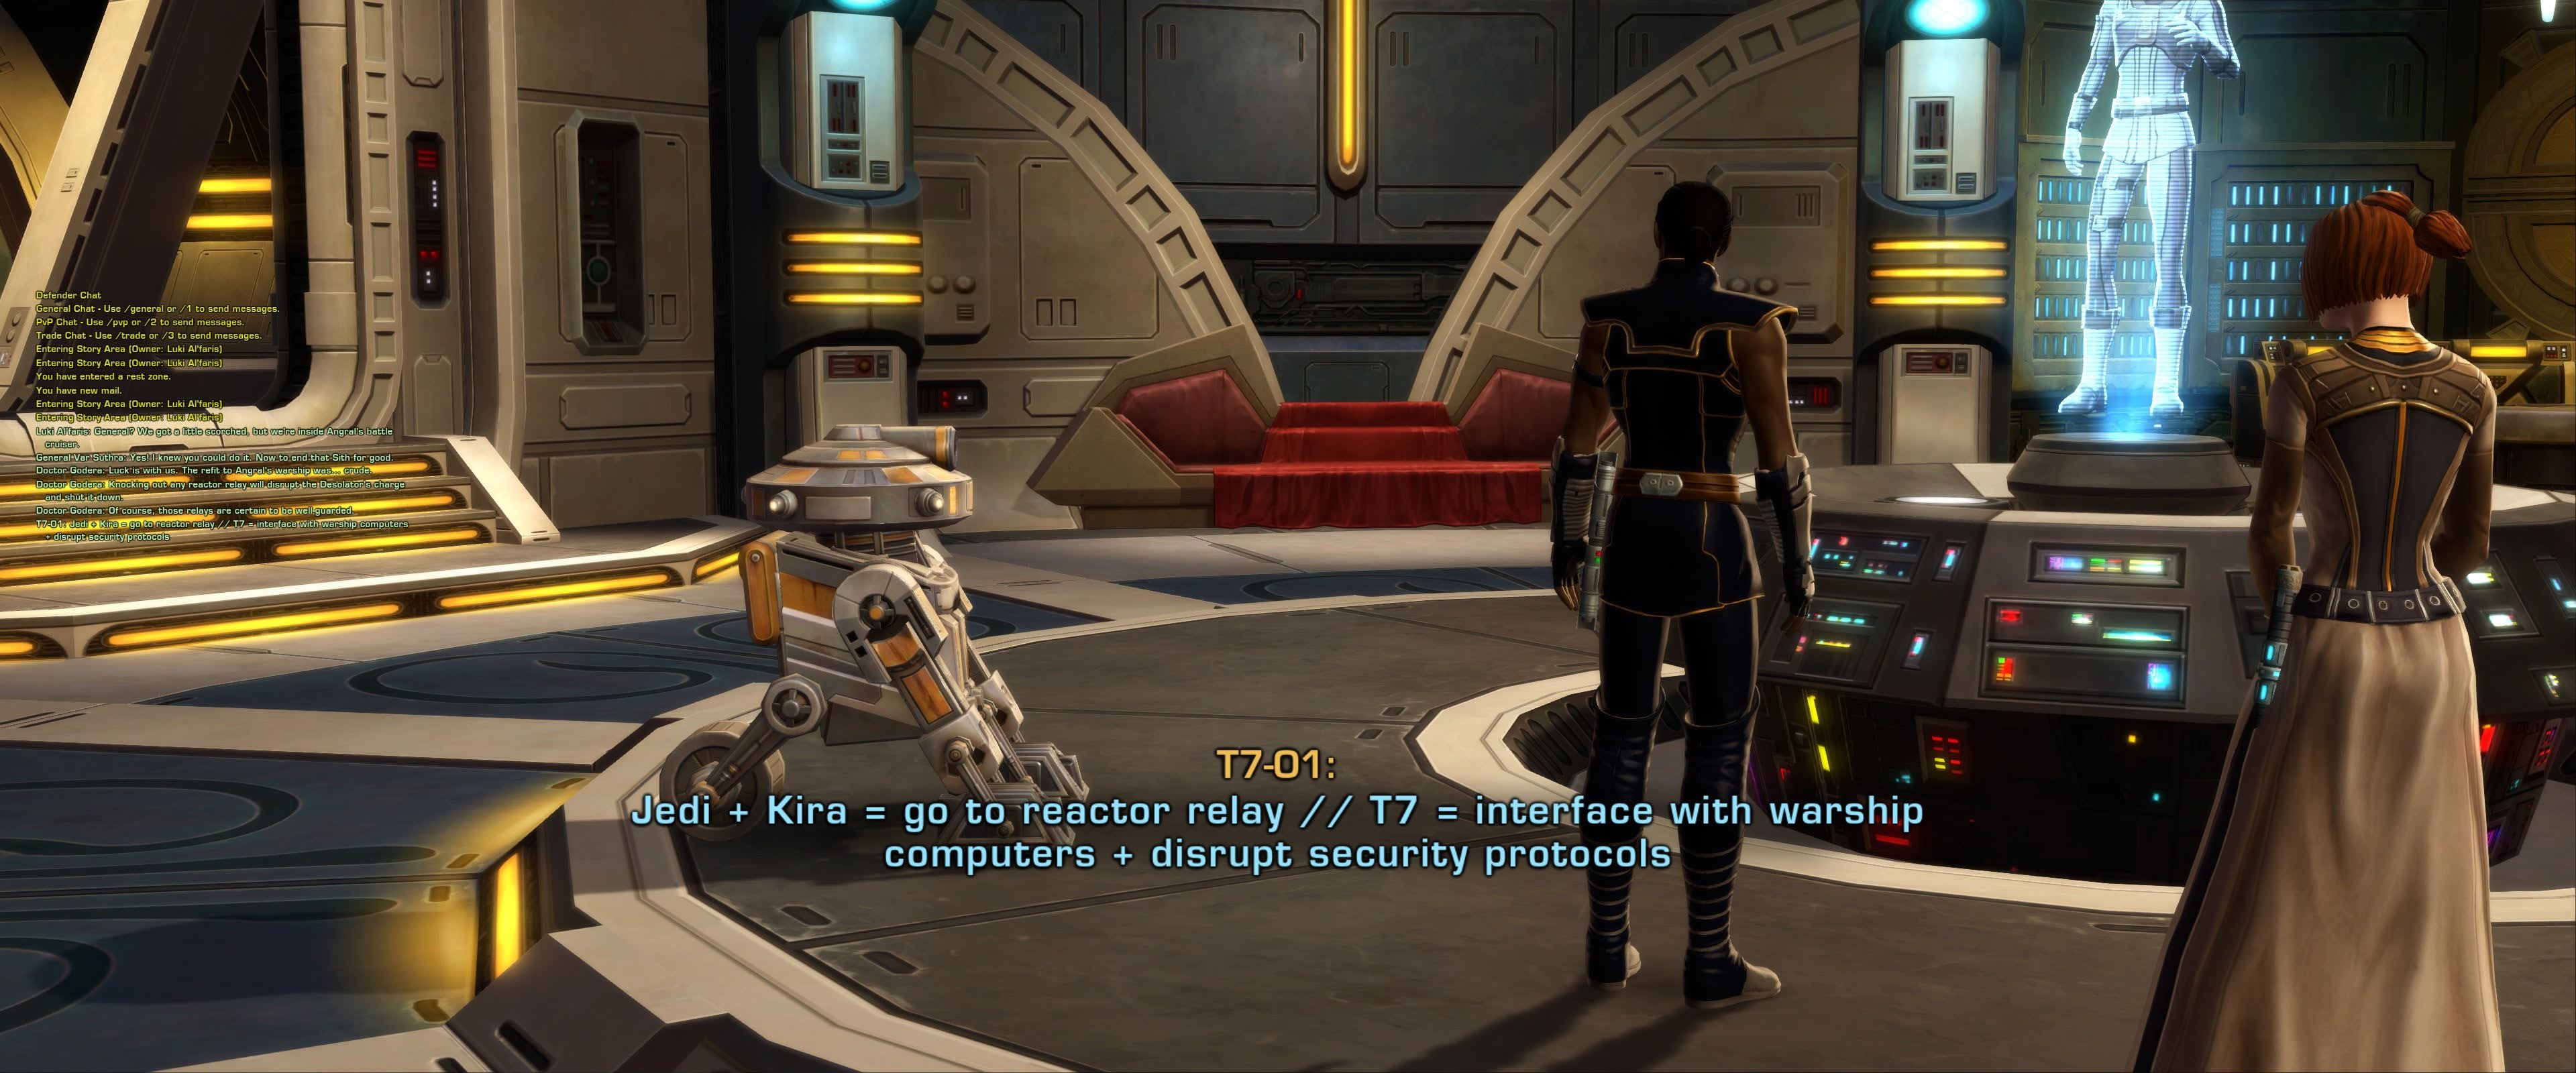 Defender Chat
General Chat - Use /general or /1 to send messages.
PvP Chat - Use /pvp or /2 to send messages.
Trade Chat - Use /trade or /3 to send messages.
Entering Story Area (Owner: Luki Al'faris)
Entering Story Area (Owner: Luki Al'faris)
You have entered a rest zone.
You have new mail.
Entering Story Area (Owner: Luki Al'faris)
Entering Story Area (Owner: Luki Al'faris)
Luki Al'faris: General? We got a little scorched, but we're inside Angral's battle
cruiser.
General Var Suthra: Yes! I knew you could do it. Now to end that Sith for good.
Doctor Godera: Luck is with us. The refit to Angral's warship was... crude.
Doctor Godera: Knocking out any reactor relay will disrupt the Desolator's charge
and shut it down.
Doctor Godera: Of course, those relays are certain to be well-guarded.
T7-01: Jedi + Kira = go to reactor relay // T7 = interface with warship computers
+ disrupt security protocols
T7-01:
Jedi + Kira = go to reactor relay // T7 = interface with warship
computers + disrupt security protocols